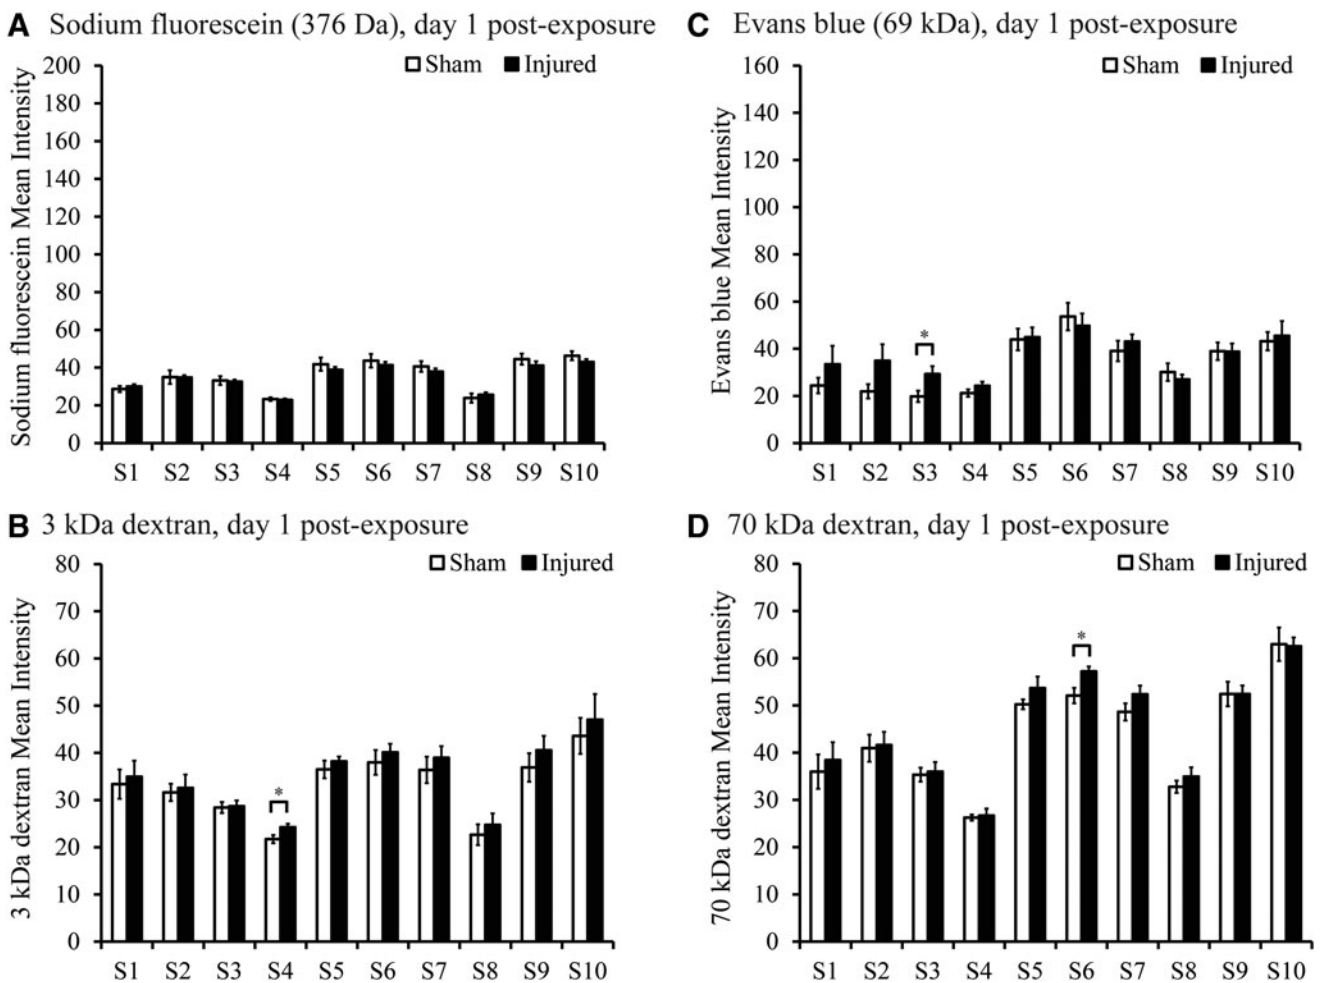 A Sodium fluorescein (376 Da), day 1 post-exposure
Sham Injured
Sodium fluorescein Mean Intensity
200
180
160
140
120
100
80
60
40
20
0
S1 S2 S3 S4 S5 S6 S7 S8 S9 S10
C Evans blue (69 kDa), day 1 post-exposure
Sham Injured
Evans blue Mean Intensity
160
140
120
100
80
60
40
20
0
*
S1 S2 S3 S4 S5 S6 S7 S8 S9 S10
B 3 kDa dextran, day 1 post-exposure
Sham Injured
3 kDa dextran Mean Intensity
80
70
60
50
40
30
20
10
0
*
S1 S2 S3 S4 S5 S6 S7 S8 S9 S10
D 70 kDa dextran, day 1 post-exposure
Sham Injured
70 kDa dextran Mean Intensity
80
70
60
50
40
30
20
10
0
*
S1 S2 S3 S4 S5 S6 S7 S8 S9 S10